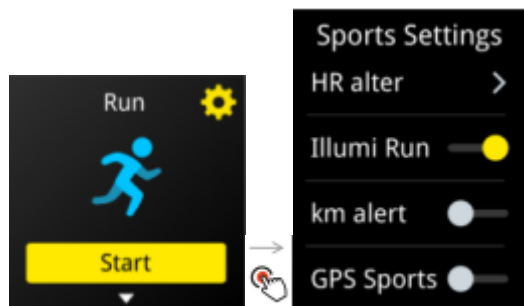 Run
Start
Sports Settings
HR alter
Illumi Run
km alert
GPS Sports